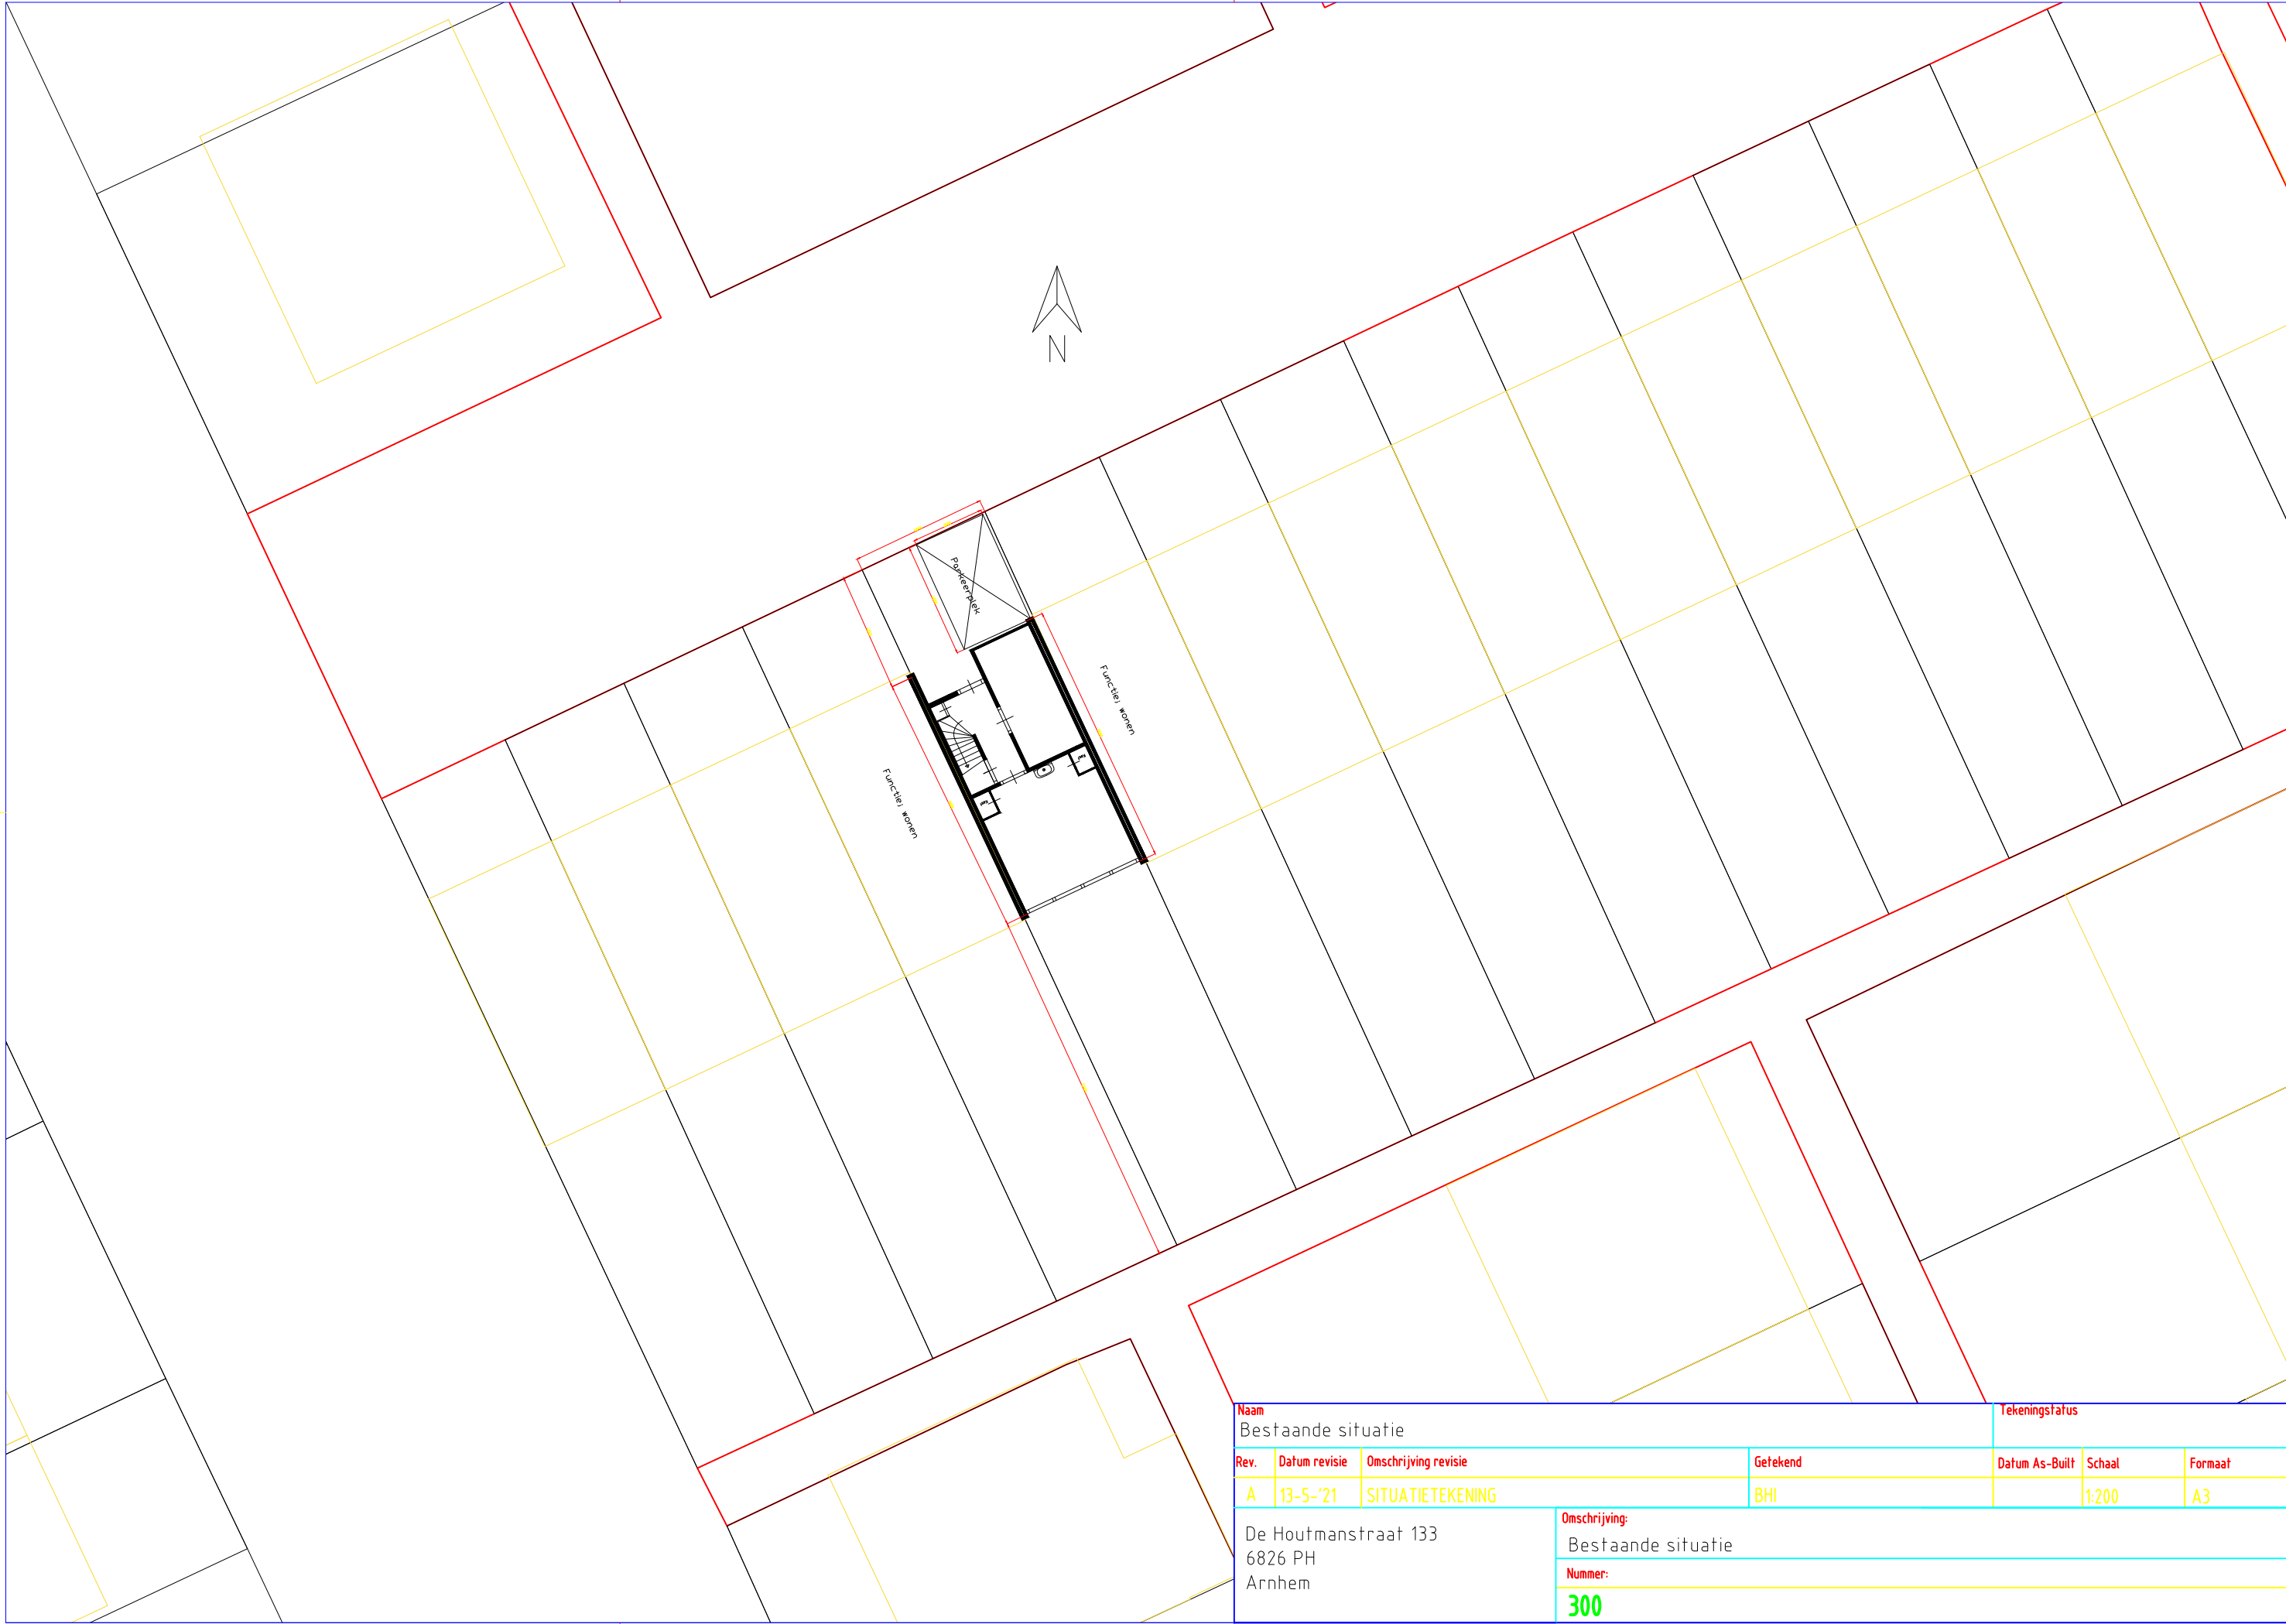 N
Parkeerplek
Functie: wonen
Functie: wonen
Naam
Bestaande situatie
Tekeningstatus
Rev. Datum revisie Omschrijving revisie Getekend Datum As-Built Schaal Formaat
A 13-5-'21 SITUATIETEKENING BHI 1:200 A3
De Houtmanstraat 133
6826 PH
Arnhem
Omschrijving:
Bestaande situatie
Nummer:
300